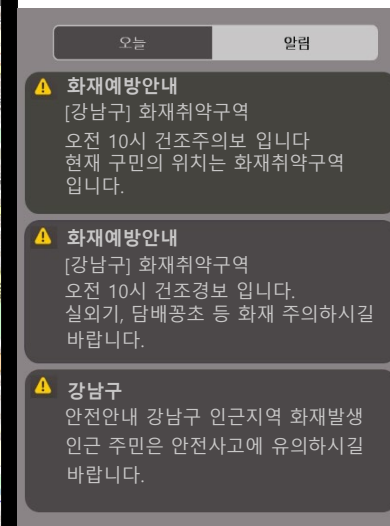 오늘
알림
화재예방안내
[강남구] 화재취약구역
오전 10시 건조주의보 입니다
현재 구민의 위치는 화재취약구역
입니다.
화재예방안내
[강남구] 화재취약구역
오전 10시 건조경보 입니다.
실외기, 담배꽁초 등 화재 주의하시길
바랍니다.
강남구
안전안내 강남구 인근지역 화재발생
인근 주민은 안전사고에 유의하시길
바랍니다.